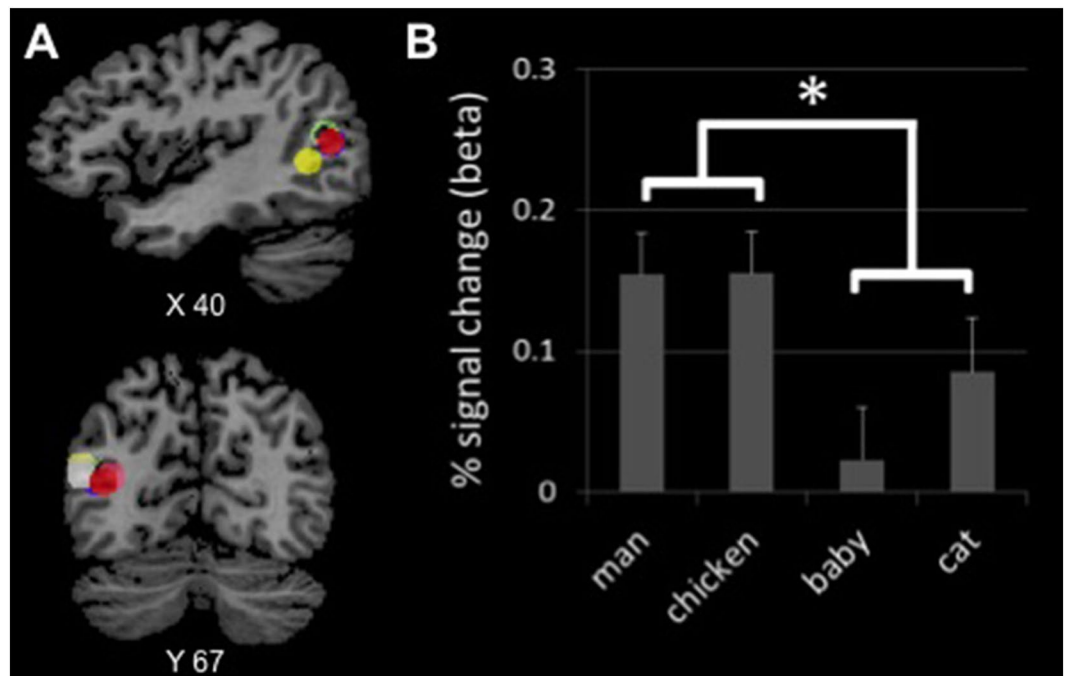 A
X 40
Y 67
B
% signal change (beta)
0.3
0.2
0.1
0
*
man
chicken
baby
cat